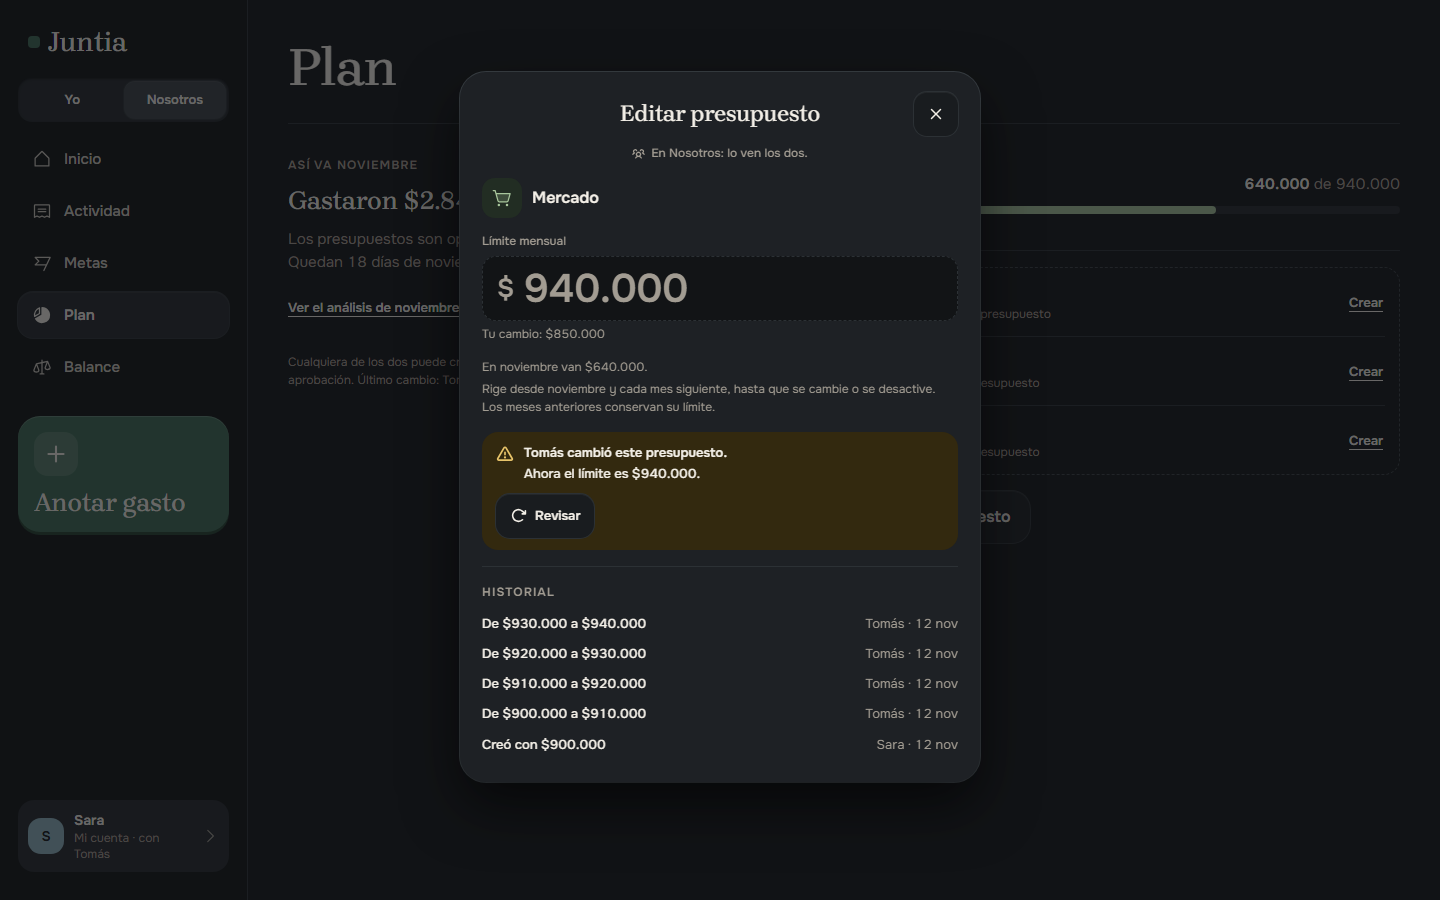 Juntia
Yo
Nosotros
Inicio
Actividad
Metas
Plan
Balance
Anotar gasto
Sara
Mi cuenta · con
Tomás
Plan
ASÍ VA NOVIEMBRE
Gastaron $2.84
Los presupuestos son
Quedan 18 días de
Ver el análisis de noviembre
Cualquiera de los dos puede
aprobación. Último cambio:
640.000 de 940.000
presupuesto
Crear
Crear
Crear
Editar presupuesto
En Nosotros: lo ven los dos.
Mercado
Límite mensual
$ 940.000
Tu cambio: $850.000
En noviembre van $640.000.
Rige desde noviembre y cada mes siguiente, hasta que se cambie o se desactive.
Los meses anteriores conservan su límite.
Tomás cambió este presupuesto.
Ahora el límite es $940.000.
Revisar
HISTORIAL
De $930.000 a $940.000 Tomás · 12 nov
De $920.000 a $930.000 Tomás · 12 nov
De $910.000 a $920.000 Tomás · 12 nov
De $900.000 a $910.000 Tomás · 12 nov
Creó con $900.000 Sara · 12 nov